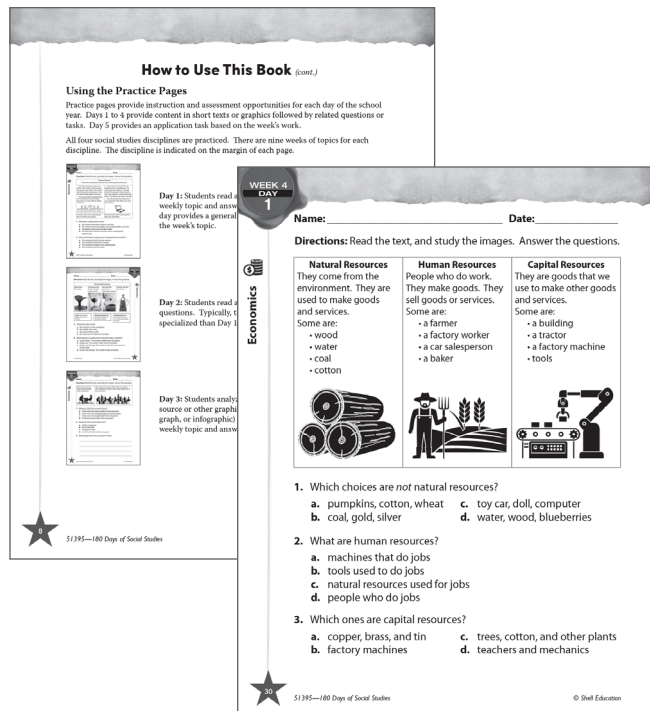 How to Use This Book (cont.)
Using the Practice Pages
Practice pages provide instruction and assessment opportunities for each day of the school
year. Days 1 to 4 provide content in short texts or graphics followed by related questions or
tasks. Day 5 provides an application task based on the week's work.
All four social studies disciplines are practiced. There are nine weeks of topics for each
discipline. The discipline is indicated on the margin of each page.
Day 1: Students read a
weekly topic and answ
day provides a general
the week's topic.
Day 2: Students read a
questions. Typically, t
specialized than Day 1
Day 3: Students analy
source or other graphi
graph, or infographic)
weekly topic and answ
8
51395—180 Days of Social Studies
WEEK 4
DAY
1
Name:
Date:
Directions: Read the text, and study the images. Answer the questions.
Economics
Natural Resources
They come from the
environment. They are
used to make goods
and services.
Some are:
• wood
• water
• coal
• cotton
Human Resources
People who do work.
They make goods. They
sell goods or services.
Some are:
• a farmer
• a factory worker
• a car salesperson
• a baker
Capital Resources
They are goods that we
use to make other goods
and services.
Some are:
• a building
• a tractor
• a factory machine
• tools
1. Which choices are not natural resources?
a. pumpkins, cotton, wheat
b. coal, gold, silver
c. toy car, doll, computer
d. water, wood, blueberries
2. What are human resources?
a. machines that do jobs
b. tools used to do jobs
c. natural resources used for jobs
d. people who do jobs
3. Which ones are capital resources?
a. copper, brass, and tin
b. factory machines
c. trees, cotton, and other plants
d. teachers and mechanics
30
51395—180 Days of Social Studies
© Shell Education